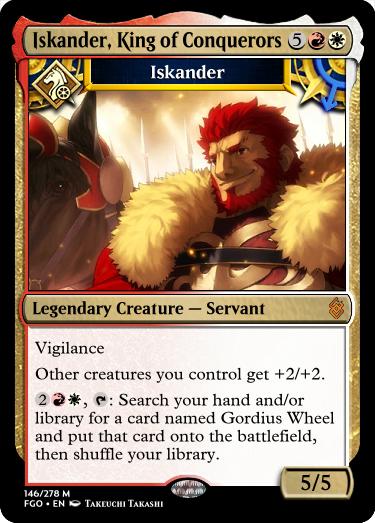 Iskander, King of Conquerors 5
Iskander
Legendary Creature — Servant
Vigilance
Other creatures you control get +2/+2.
2, : Search your hand and/or
library for a card named Gordius Wheel
and put that card onto the battlefield,
then shuffle your library.
5/5
146/278 M
FGO • EN Takeuchi Takashi